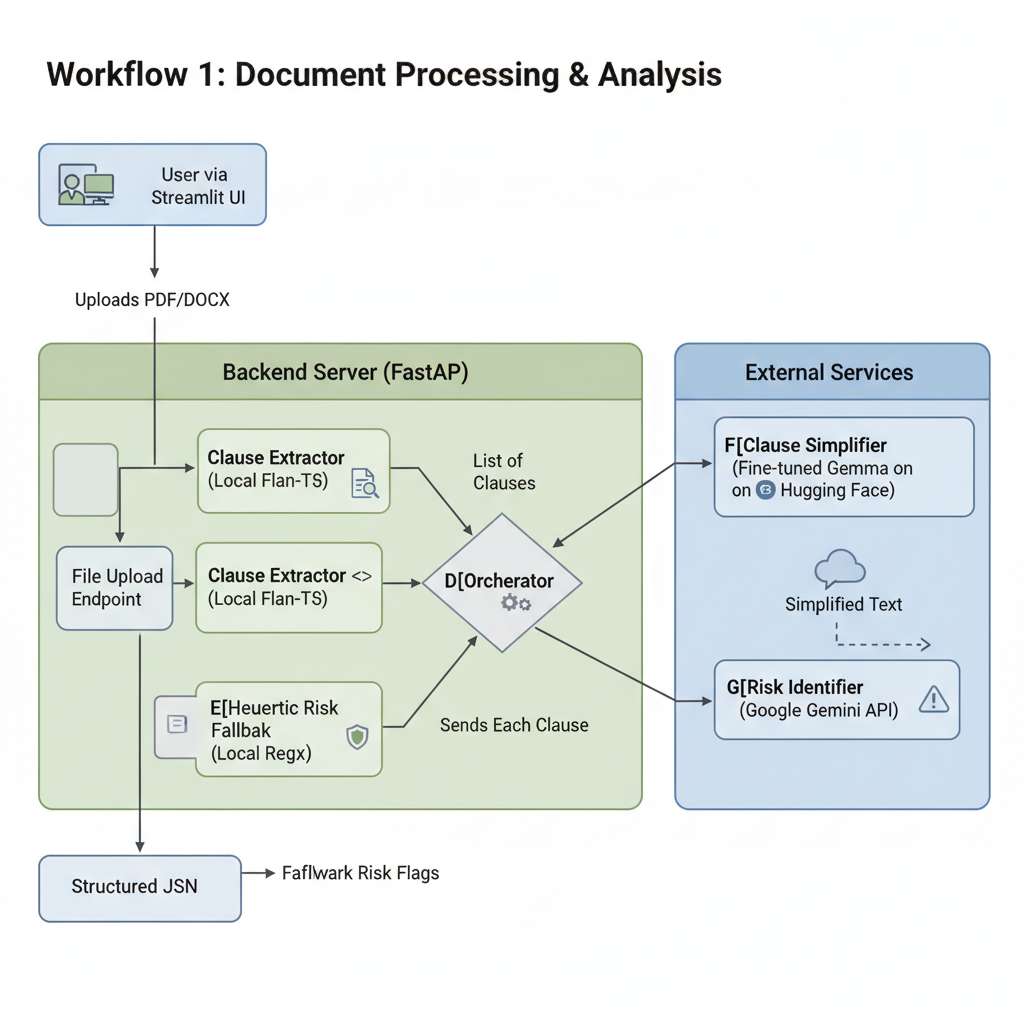 Workflow 1: Document Processing & Analysis
User via
Streamlit UI
Uploads PDF/DOCX
Backend Server (FastAP)
External Services
Clause Extractor
(Local Flan-TS)
List of
Clauses
F[Clause Simplifier
(Fine-tuned Gemma on
on Hugging Face)
File Upload
Endpoint
Clause Extractor <>
(Local Flan-TS)
D[Orcherator
Simplified Text
E[Heuertic Risk
Fallbak
(Local Regx)
Sends Each Clause
G[Risk Identifier
(Google Gemini API)
Structured JSN
Faflwark Risk Flags